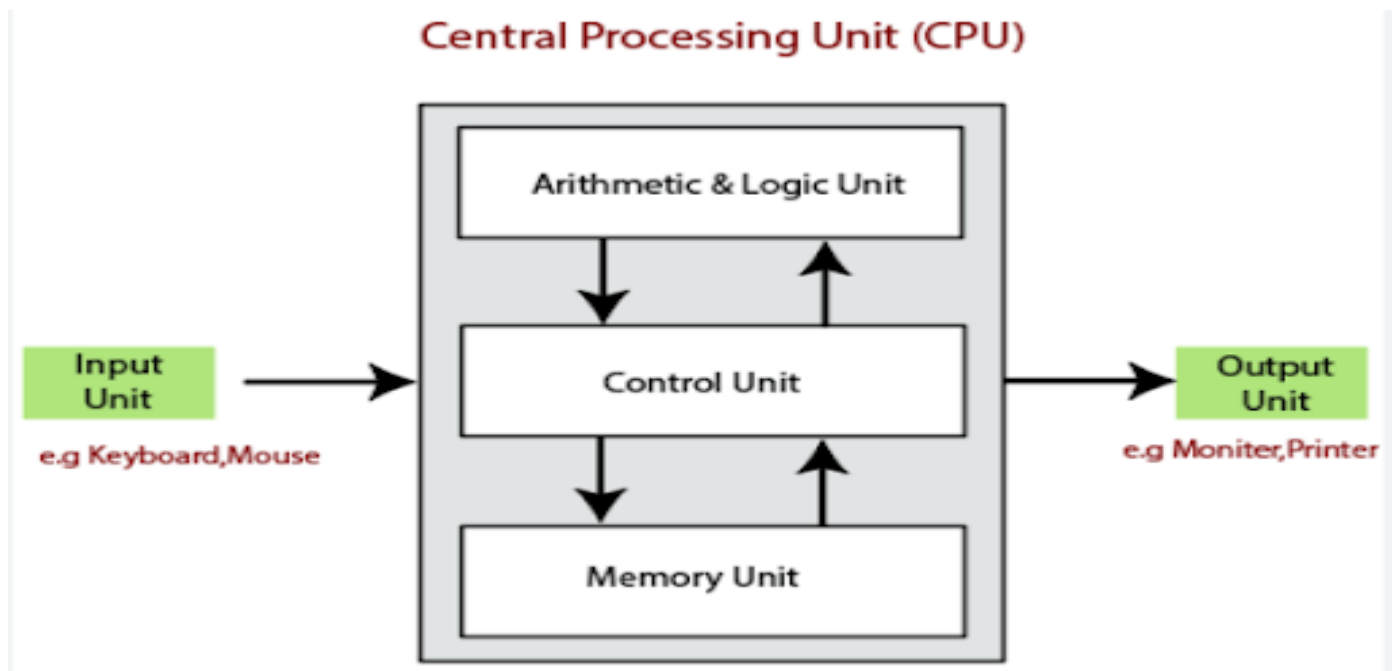 Central Processing Unit (CPU)
Arithmetic & Logic Unit
Input
Unit
e.g Keyboard,Mouse
Control Unit
Output
Unit
e.g Moniter,Printer
Memory Unit